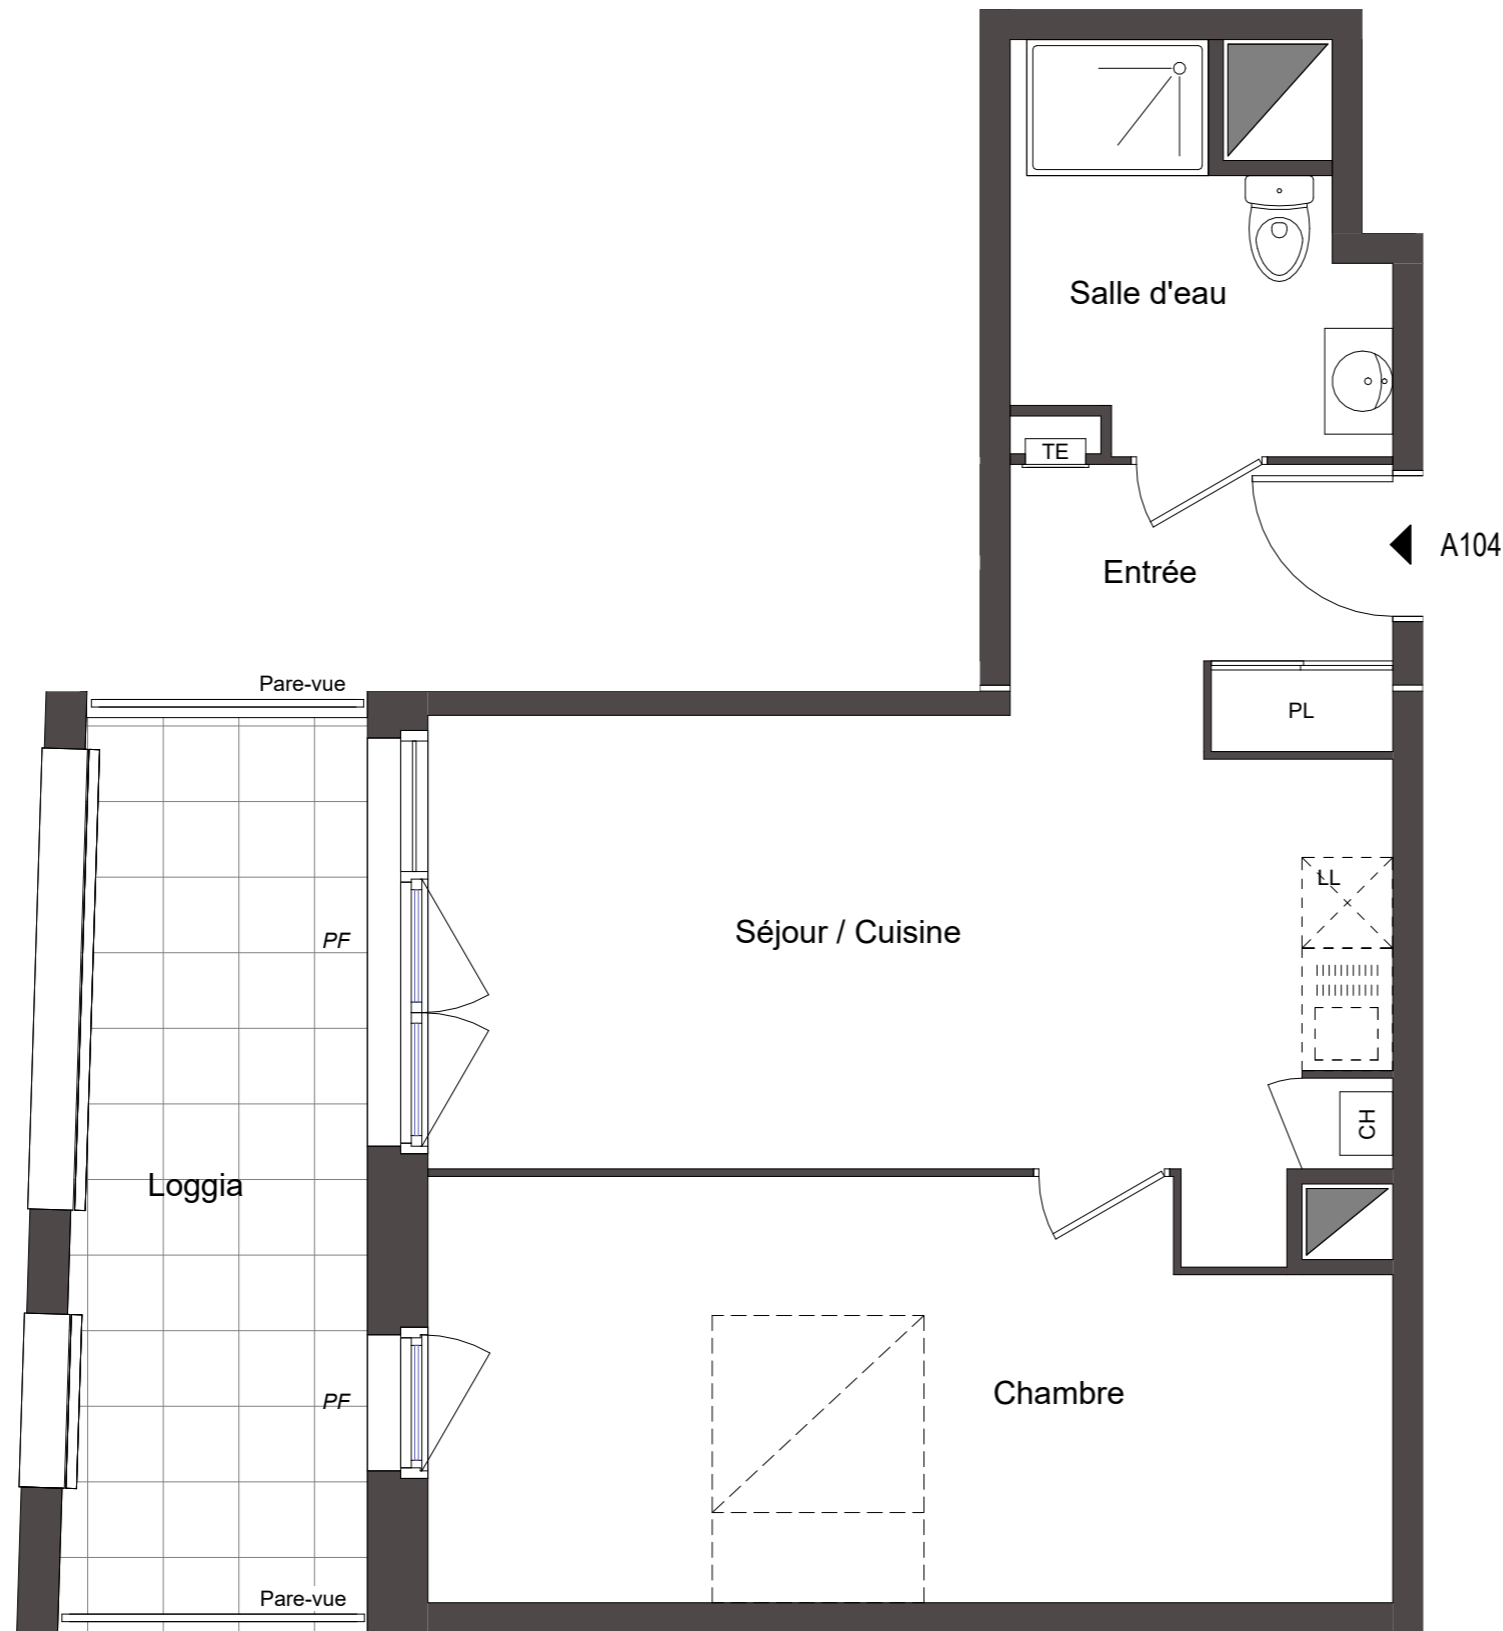 Salle d'eau
TE
A104
Entrée
Pare-vue
PL
LL
Séjour / Cuisine
PF
CH
Loggia
Chambre
PF
Pare-vue